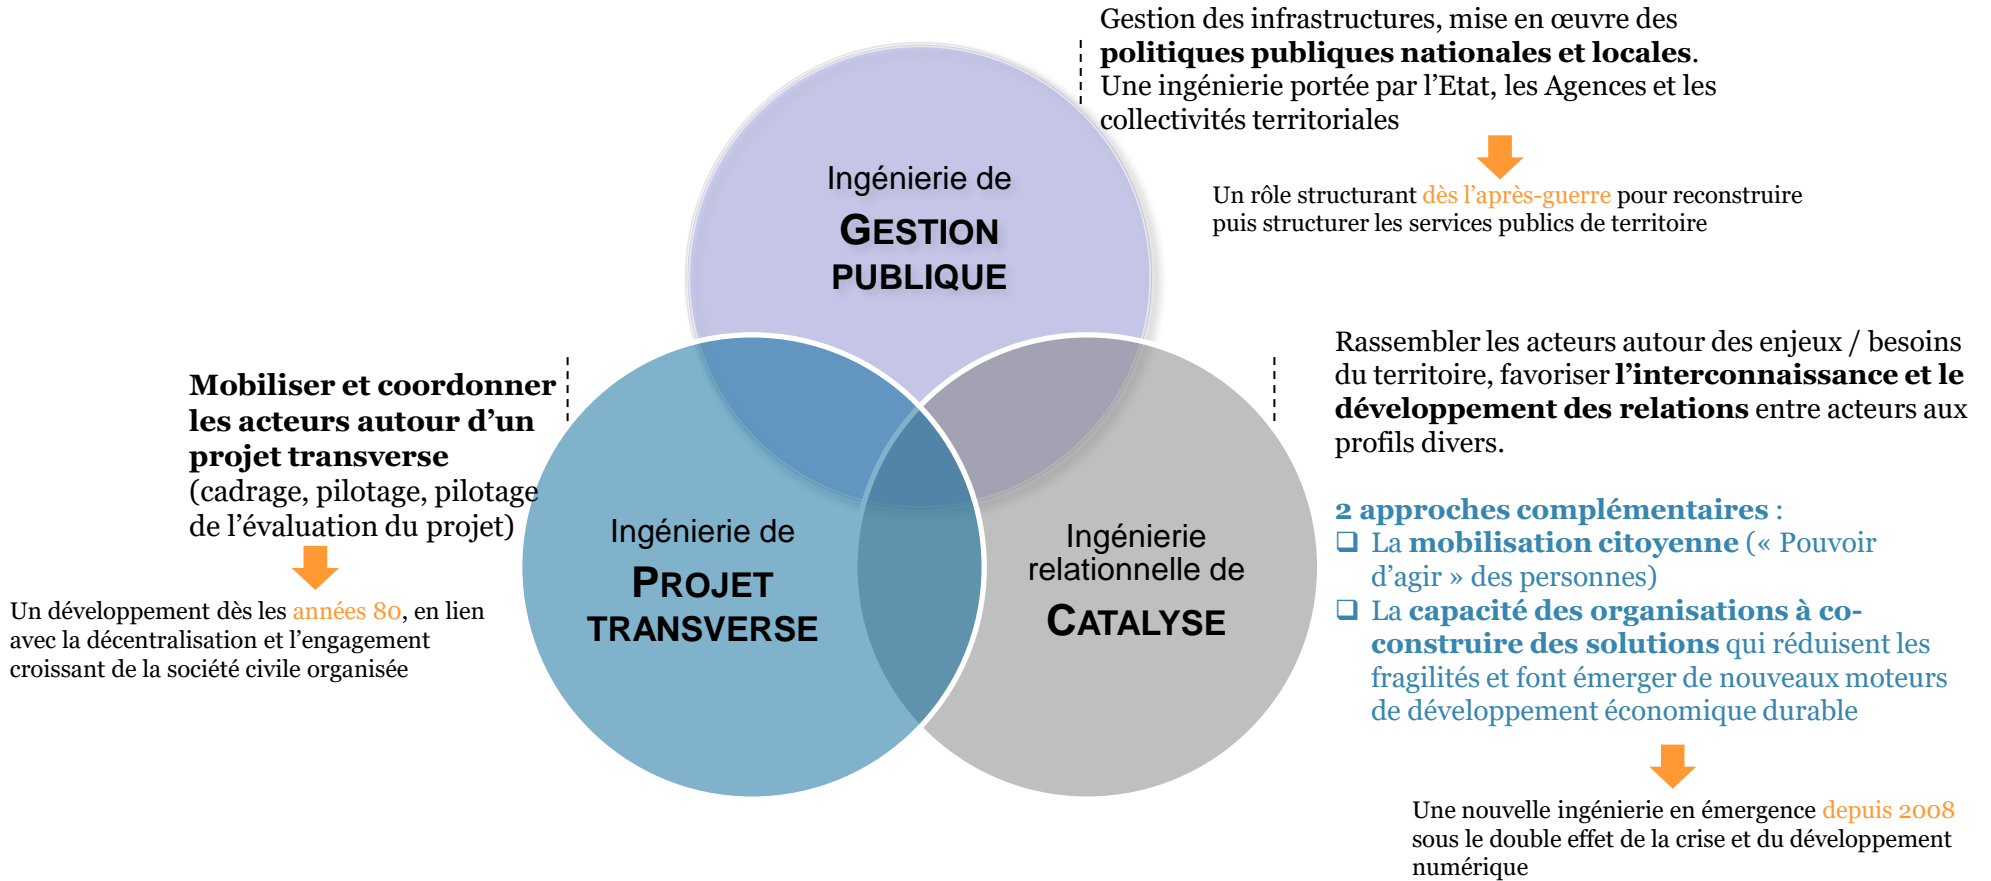 Gestion des infrastructures, mise en œuvre des
politiques publiques nationales et locales.
Une ingénierie portée par l’Etat, les Agences et les
collectivités territoriales
Un rôle structurant dès l’après-guerre pour reconstruire
puis structurer les services publics de territoire
Ingénierie de
GESTION
PUBLIQUE
Mobiliser et coordonner
les acteurs autour d’un
projet transverse
(cadrage, pilotage, pilotage
de l’évaluation du projet)
Un développement dès les années 80, en lien
avec la décentralisation et l’engagement
croissant de la société civile organisée
Ingénierie de
PROJET
TRANSVERSE
Ingénierie
relationnelle de
CATALYSE
Rassembler les acteurs autour des enjeux / besoins
du territoire, favoriser l’interconnaissance et le
développement des relations entre acteurs aux
profils divers.
2 approches complémentaires :
❑ La mobilisation citoyenne (« Pouvoir
d’agir » des personnes)
❑ La capacité des organisations à co-
construire des solutions qui réduisent les
fragilités et font émerger de nouveaux moteurs
de développement économique durable
Une nouvelle ingénierie en émergence depuis 2008
sous le double effet de la crise et du développement
numérique